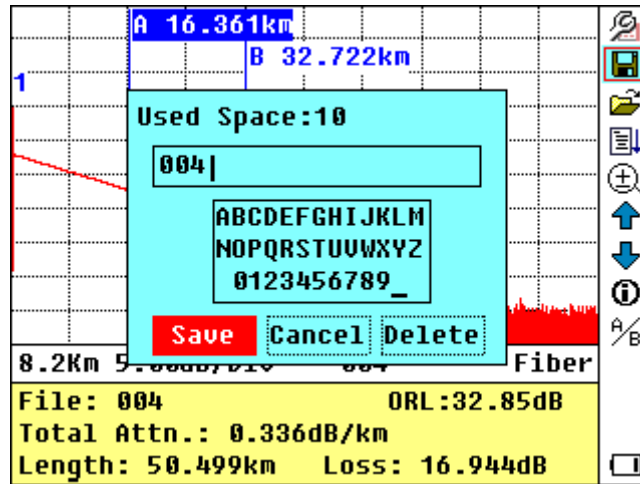 A 16.361km
B 32.722km
1
Used Space:10
004
ABCDEFGHIJKLM
NOPQRSTUVWXYZ
0123456789_
Save Cancel Delete
A/B
8.2Km Fiber
File: 004 ORL:32.85dB
Total Attn.: 0.336dB/km
Length: 50.499km Loss: 16.944dB